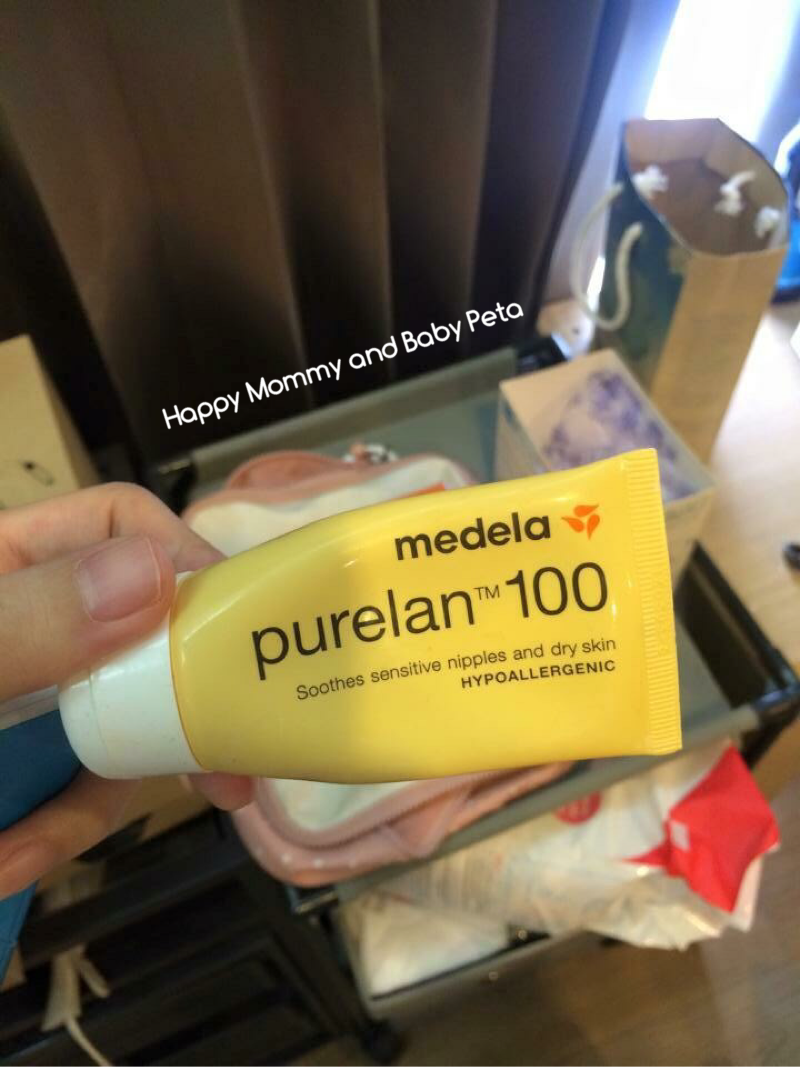 Happy Mommy and Baby Peta
medela
purelan™ 100
Soothes sensitive nipples and dry skin
HYPOALLERGENIC